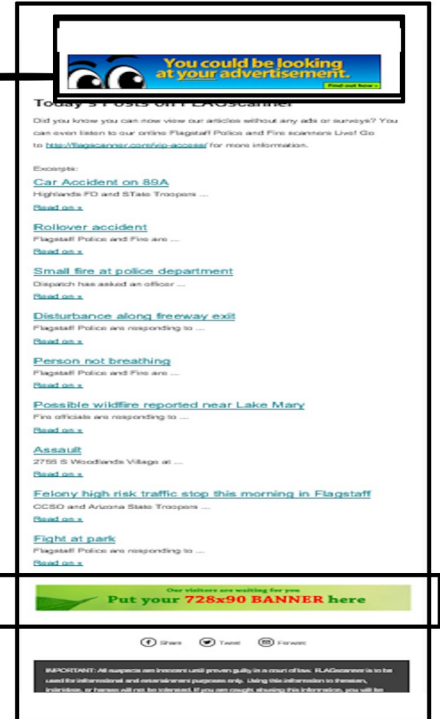 You could be looking
at your advertisement.
Find out how »
Today's Posts on FLAGscanner
Did you know you can now view our articles without any ads or surveys? You
can even listen to our online Flagstaff Police and Fire scanners Live! Go
to http://flagscanner.com/vip-access/ for more information.
Excerpts:
Car Accident on 89A
Highlands FD and STate Troopers ...
Read on »
Rollover accident
Flagstaff Police and Fire are ...
Read on »
Small fire at police department
Dispatch has asked an officer ...
Read on »
Disturbance along freeway exit
Flagstaff Police are responding to ...
Read on »
Person not breathing
Flagstaff Police and Fire are ...
Read on »
Possible wildfire reported near Lake Mary
Fire officials are responding to ...
Read on »
Assault
2755 S Woodlands Village at ...
Read on »
Felony high risk traffic stop this morning in Flagstaff
CCSO and Arizona State Troopers ...
Read on »
Fight at park
Flagstaff Police are responding to ...
Read on »
Our visitors are waiting for you
Put your 728x90 BANNER here
Share Tweet Forward
IMPORTANT: All suspects are innocent until proven guilty in a court of law. FLAGscanner is to be
used for informational and entertainment purposes only. Using this information to threaten,
intimidate, or harass will not be tolerated. If you are caught abusing this information, you will be